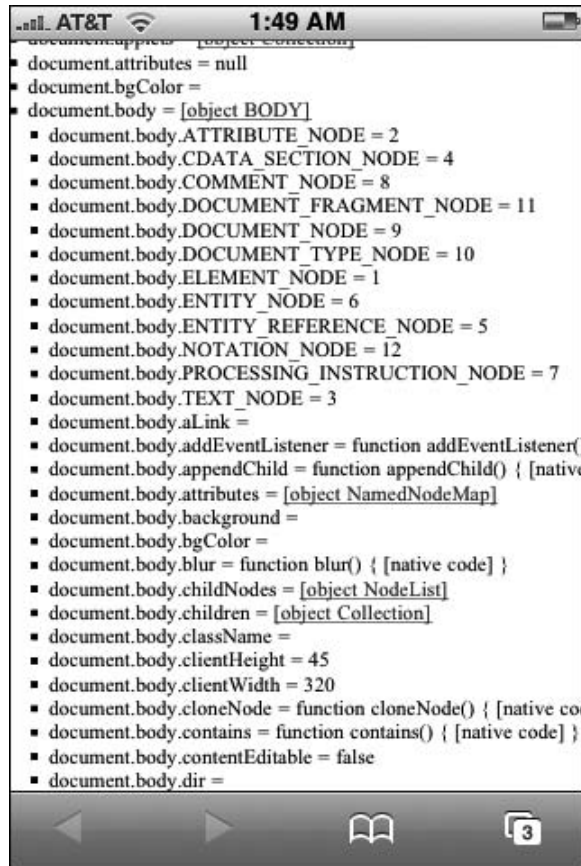 AT&T 1:49 AM
document.applets = [object Collection]
document.attributes = null
document.bgColor =
document.body = [object BODY]
document.body.ATTRIBUTE_NODE = 2
document.body.CDATA_SECTION_NODE = 4
document.body.COMMENT_NODE = 8
document.body.DOCUMENT_FRAGMENT_NODE = 11
document.body.DOCUMENT_NODE = 9
document.body.DOCUMENT_TYPE_NODE = 10
document.body.ELEMENT_NODE = 1
document.body.ENTITY_NODE = 6
document.body.ENTITY_REFERENCE_NODE = 5
document.body.NOTATION_NODE = 12
document.body.PROCESSING_INSTRUCTION_NODE = 7
document.body.TEXT_NODE = 3
document.body.aLink =
document.body.addEventListener = function addEventListener(
document.body.appendChild = function appendChild() { [native
document.body.attributes = [object NamedNodeMap]
document.body.background =
document.body.bgColor =
document.body.blur = function blur() { [native code] }
document.body.childNodes = [object NodeList]
document.body.children = [object Collection]
document.body.className =
document.body.clientHeight = 45
document.body.clientWidth = 320
document.body.cloneNode = function cloneNode() { [native co
document.body.contains = function contains() { [native code] }
document.body.contentEditable = false
document.body.dir =
3